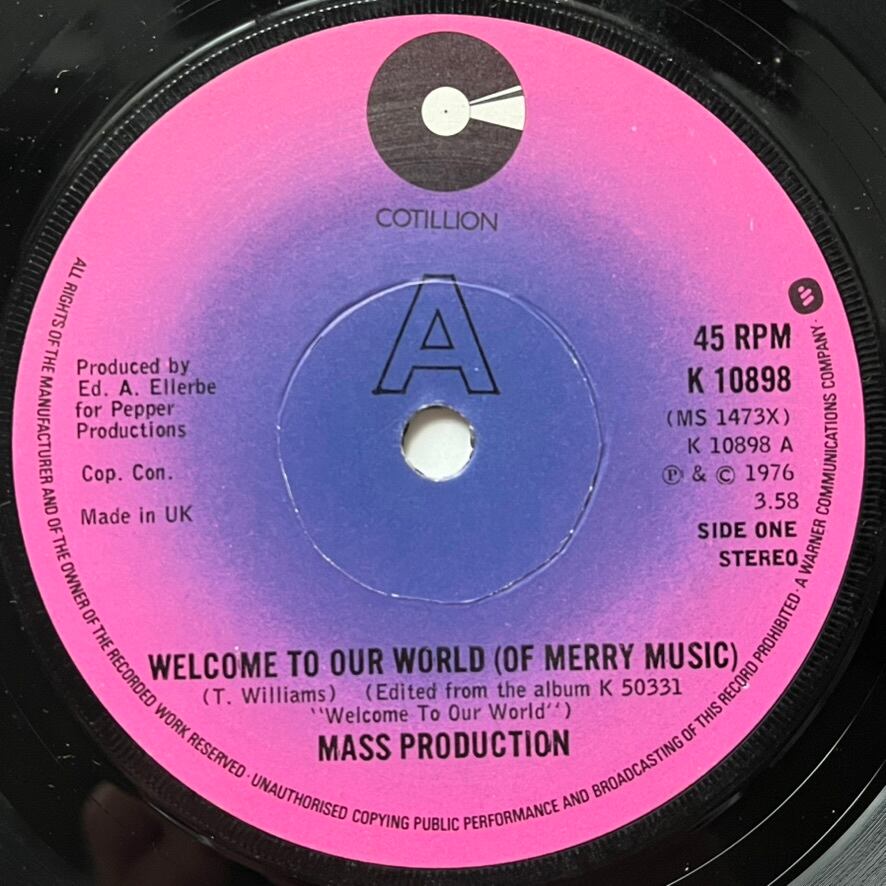 COTILLION
A
45 RPM
K 10898
(MS 1473X)
K 10898 A
Ⓟ & © 1976
3.58
SIDE ONE
STEREO
Produced by
Ed. A. Ellerbe
for Pepper
Productions
Cop. Con.
Made in UK
WELCOME TO OUR WORLD (OF MERRY MUSIC)
(T. Williams) (Edited from the album K 50331
``Welcome To Our World'')
MASS PRODUCTION
ALL RIGHTS OF THE MANUFACTURER AND OF THE OWNER OF THE RECORDED WORK RESERVED · UNAUTHORISED COPYING PUBLIC PERFORMANCE AND BROADCASTING OF THIS RECORD PROHIBITED · A WARNER COMMUNICATIONS COMPANY ·